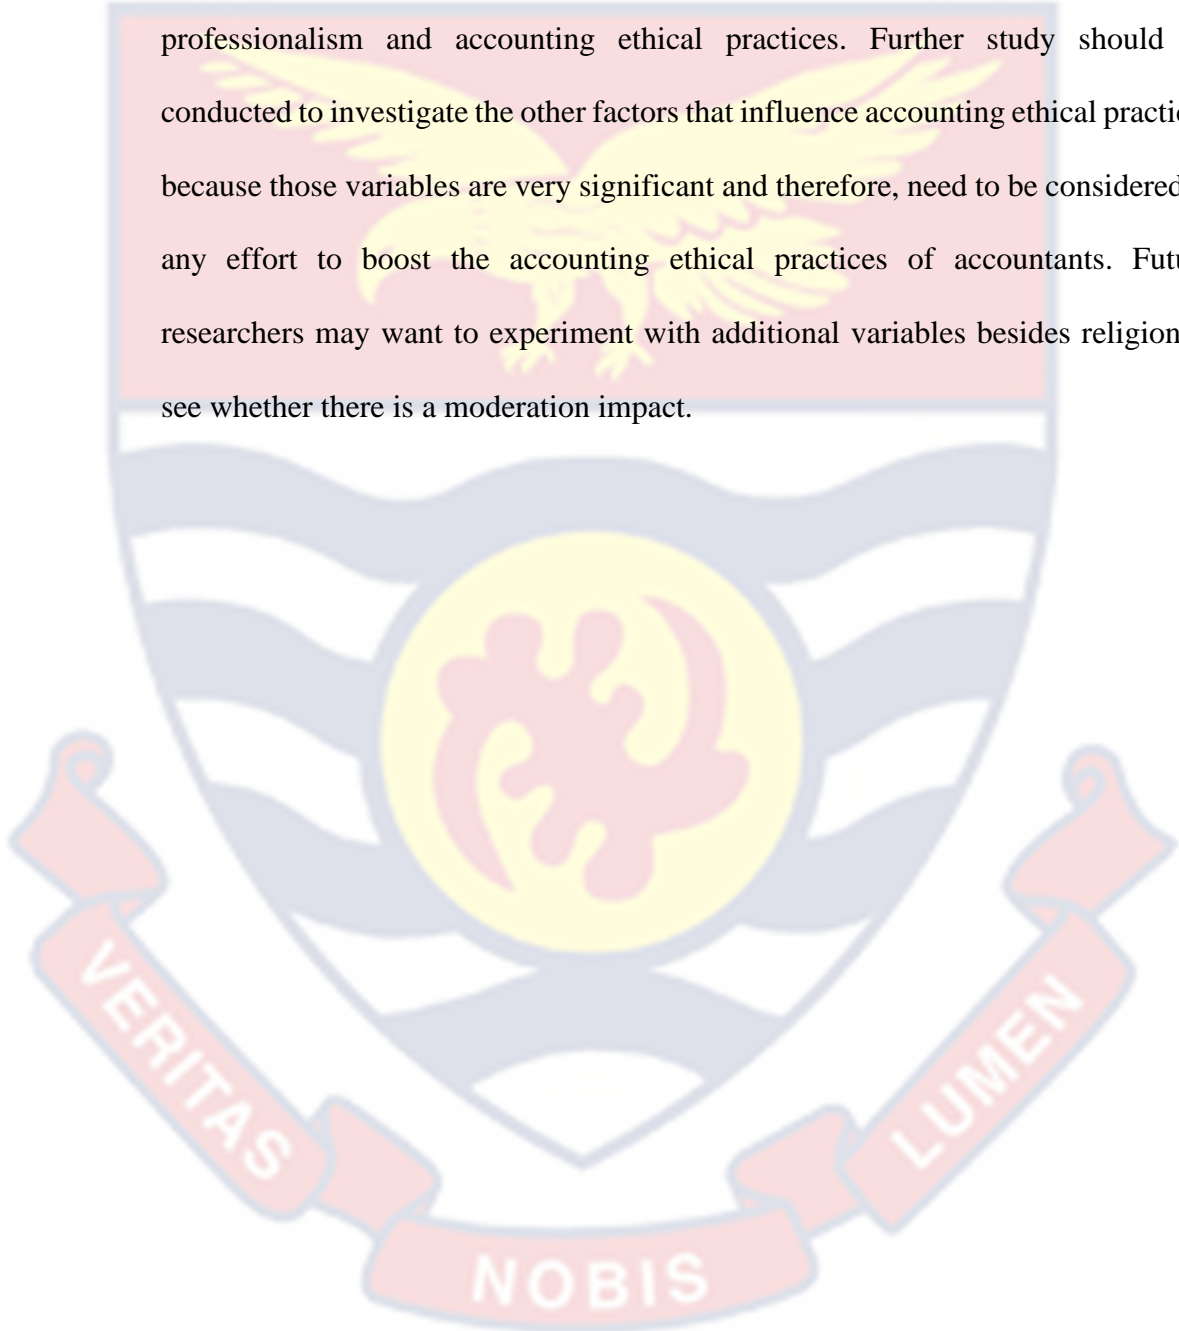 professionalism and accounting ethical practices. Further study should
conducted to investigate the other factors that influence accounting ethical practic
because those variables are very significant and therefore, need to be considered
any effort to boost the accounting ethical practices of accountants. Futu
researchers may want to experiment with additional variables besides religion
see whether there is a moderation impact.
VERITAS
NOBIS
LUMEN